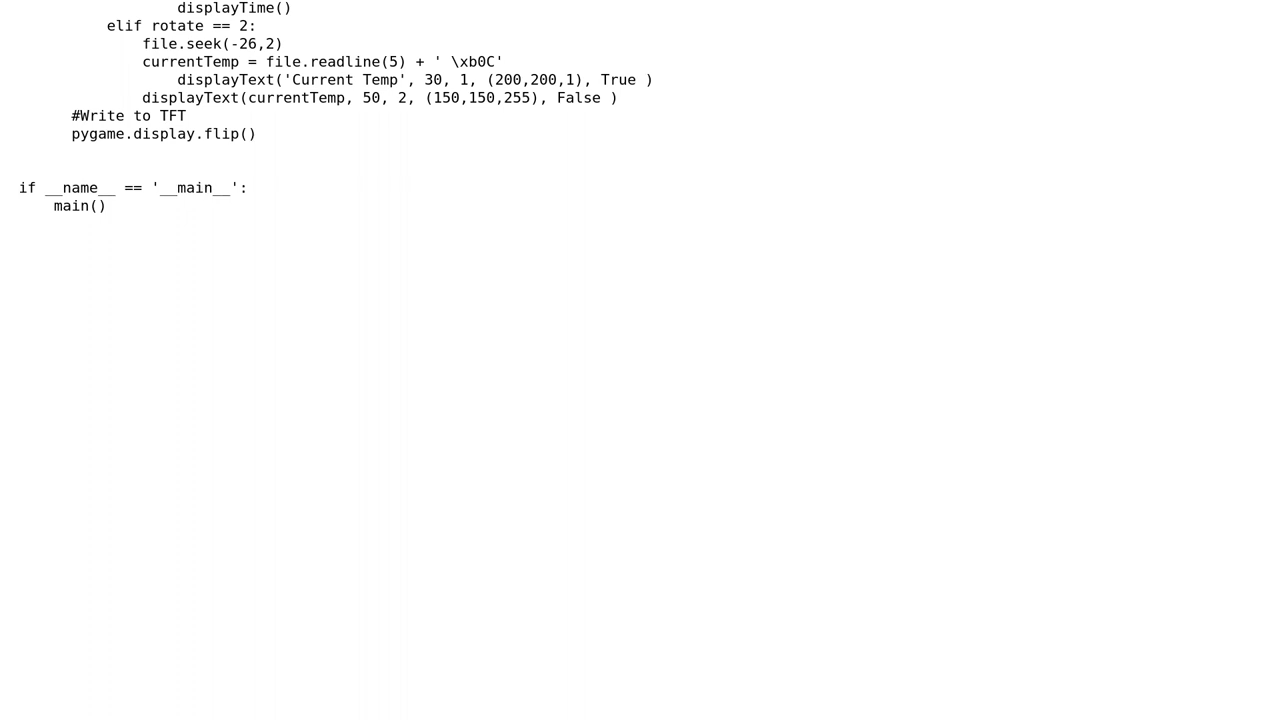 displayTime()
elif rotate == 2:
file.seek(-26,2)
currentTemp = file.readline(5) + ' \xb0C'
displayText('Current Temp', 30, 1, (200,200,1), True )
displayText(currentTemp, 50, 2, (150,150,255), False )
#Write to TFT
pygame.display.flip()
if __name__ == '__main__':
main()